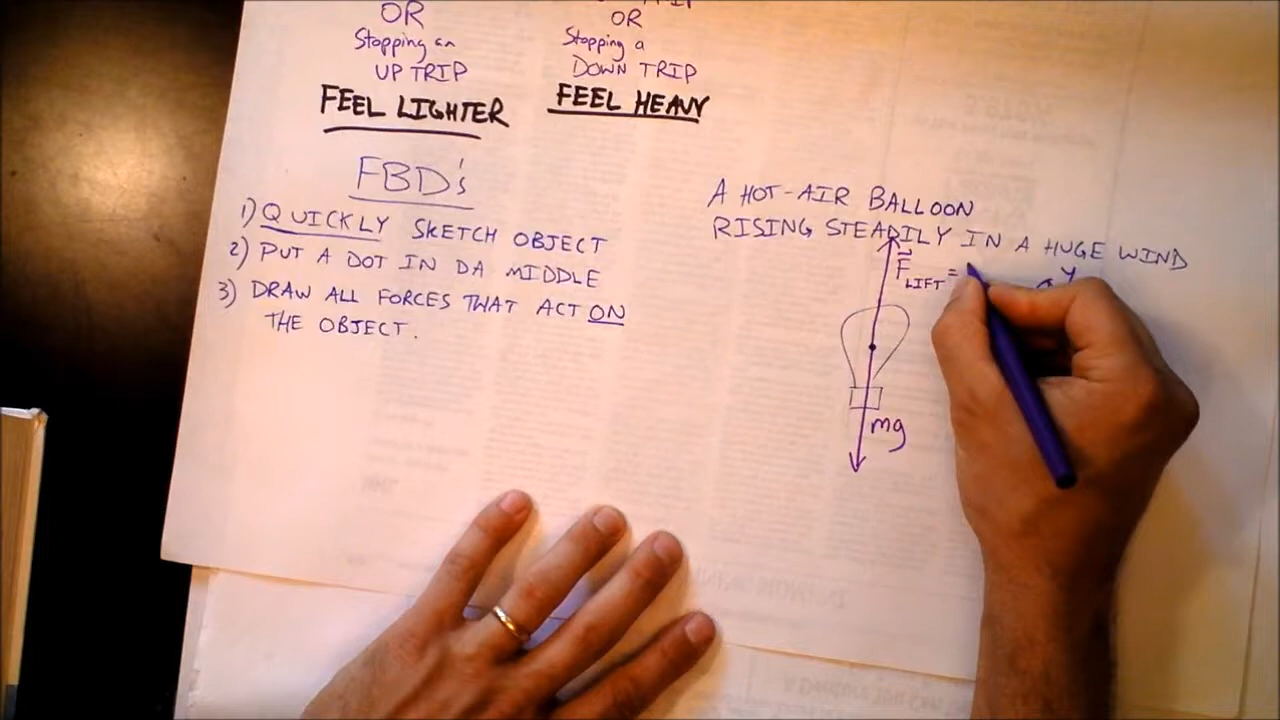 OR
Stopping an
UP TRIP
FEEL LIGHTER
OR
Stopping a
DOWN TRIP
FEEL HEAVY
FBD's
1) QUICKLY SKETCH OBJECT
2) PUT A DOT IN DA MIDDLE
3) DRAW ALL FORCES THAT ACT ON
THE OBJECT.
A HOT-AIR BALLOON
RISING STEADILY IN A HUGE WIND
F LIFT =
y
mg